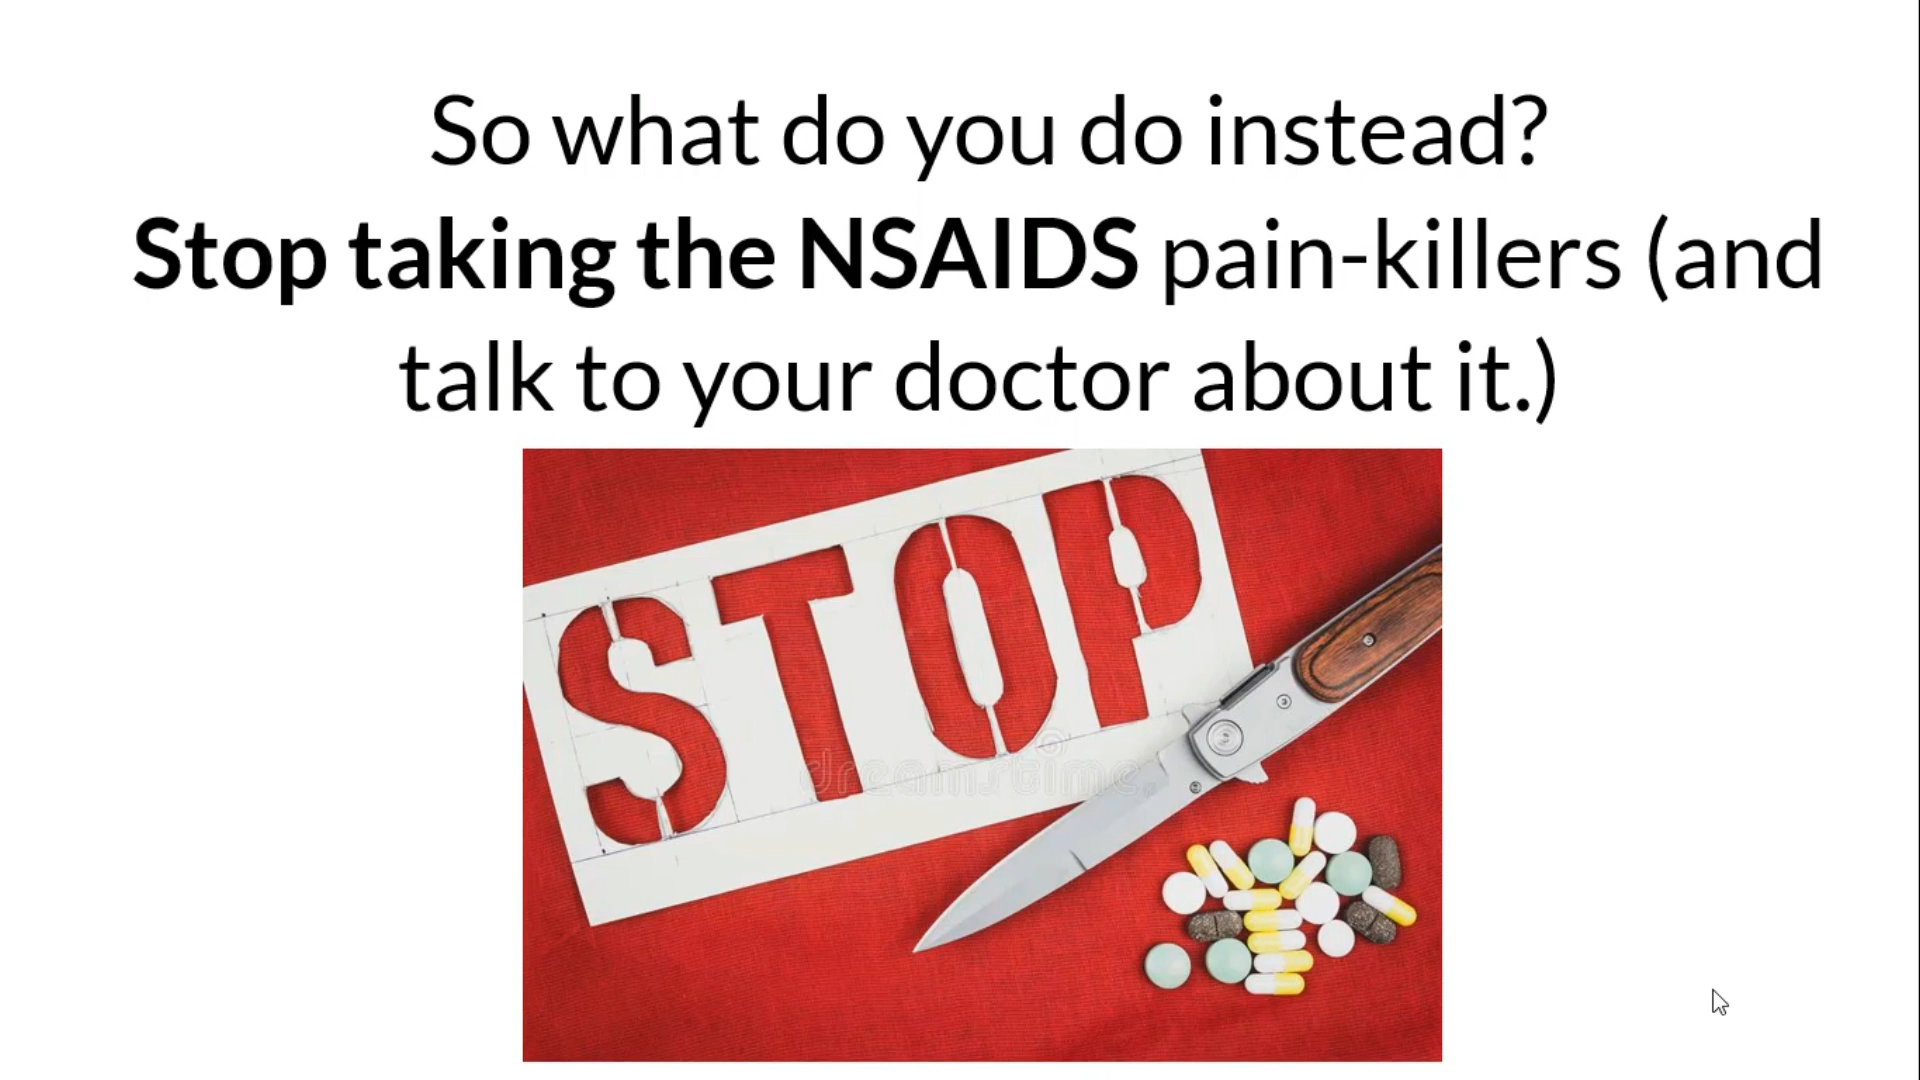 So what do you do instead?
Stop taking the NSAIDS pain-killers (and
talk to your doctor about it.)
STOP
dreamstime